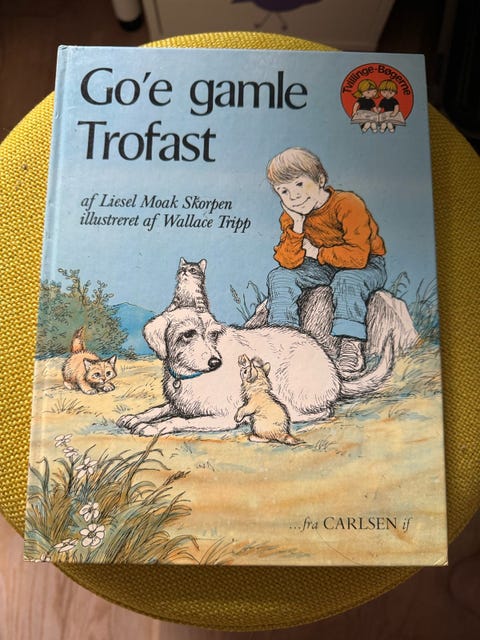 Go'e gamle
Trofast
Tvillinge-Bøgerne
af Liesel Moak Skorpen
illustreret af Wallace Tripp
...fra CARLSEN if